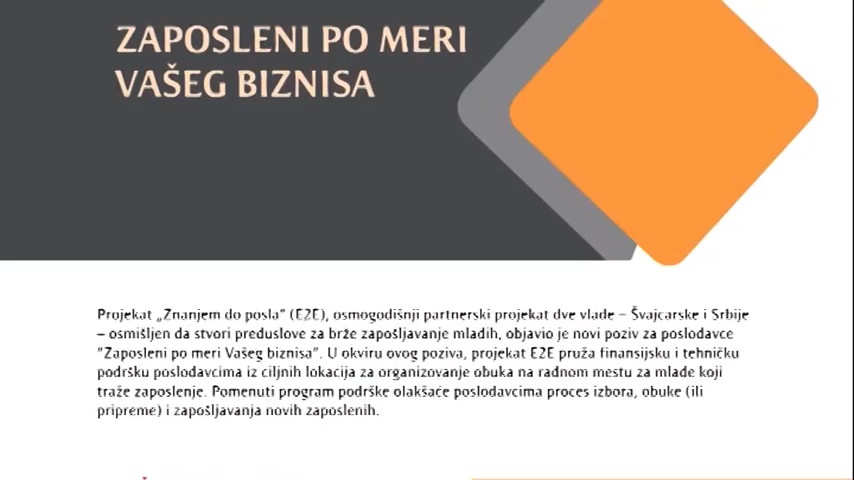 ZAPOSLENI PO MERI
VAŠEG BIZNISA
Projekat „Znanjem do posla“ (E2E), osmogodišnji partnerski projekat dve vlade – Švajcarske i Srbije
– osmišljen da stvori preduslove za brže zapošljavanje mladih, objavio je novi poziv za poslodavce
“Zaposleni po meri Vašeg biznisa”. U okviru ovog poziva, projekat E2E pruža finansijsku i tehničku
podršku poslodavcima iz ciljnih lokacija za organizovanje obuka na radnom mestu za mlade koji
traže zaposlenje. Pomenuti program podrške olakšaće poslodavcima proces izbora, obuke (ili
pripreme) i zapošljavanja novih zaposlenih.